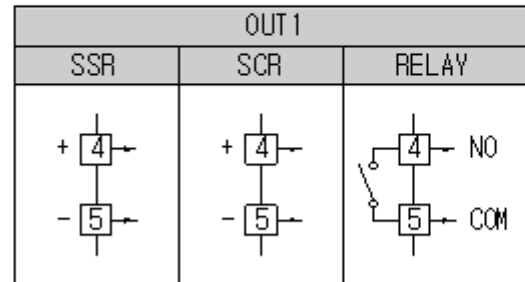 OUT1
SSR SCR RELAY
+ 4 + 4 4 NO
- 5 - 5 5 COM